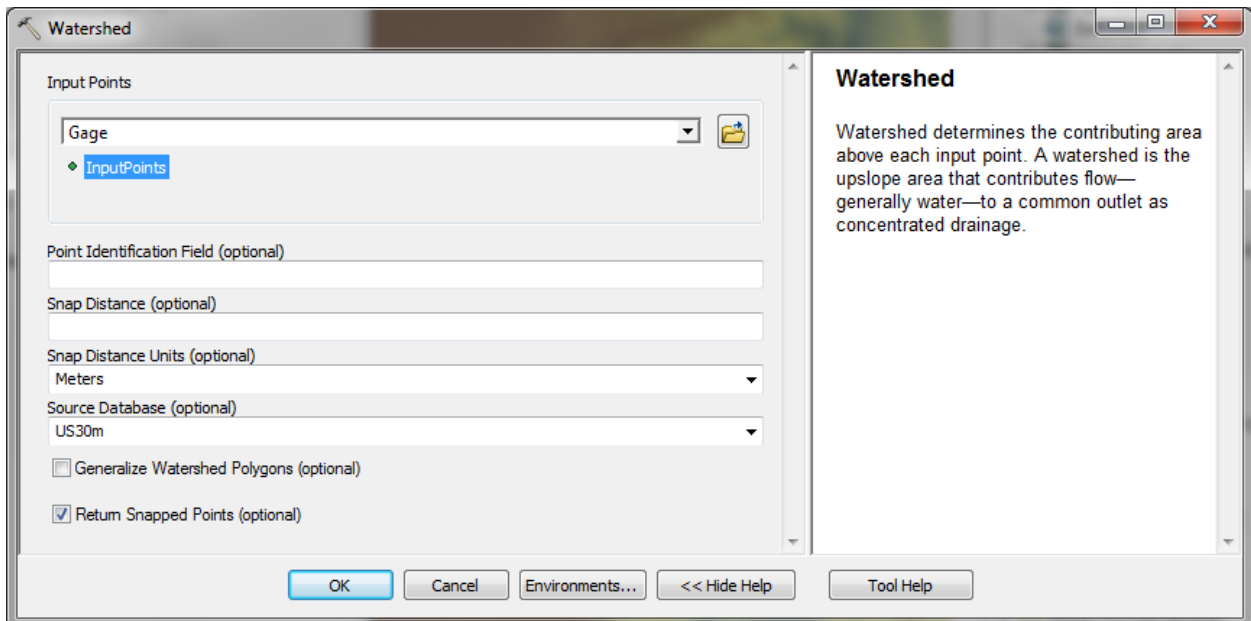 Watershed
Input Points
Gage
InputPoints
Point Identification Field (optional)
Snap Distance (optional)
Snap Distance Units (optional)
Meters
Source Database (optional)
US30m
Generalize Watershed Polygons (optional)
Return Snapped Points (optional)
Watershed
Watershed determines the contributing area
above each input point. A watershed is the
upslope area that contributes flow—
generally water—to a common outlet as
concentrated drainage.
OK
Cancel
Environments...
<< Hide Help
Tool Help